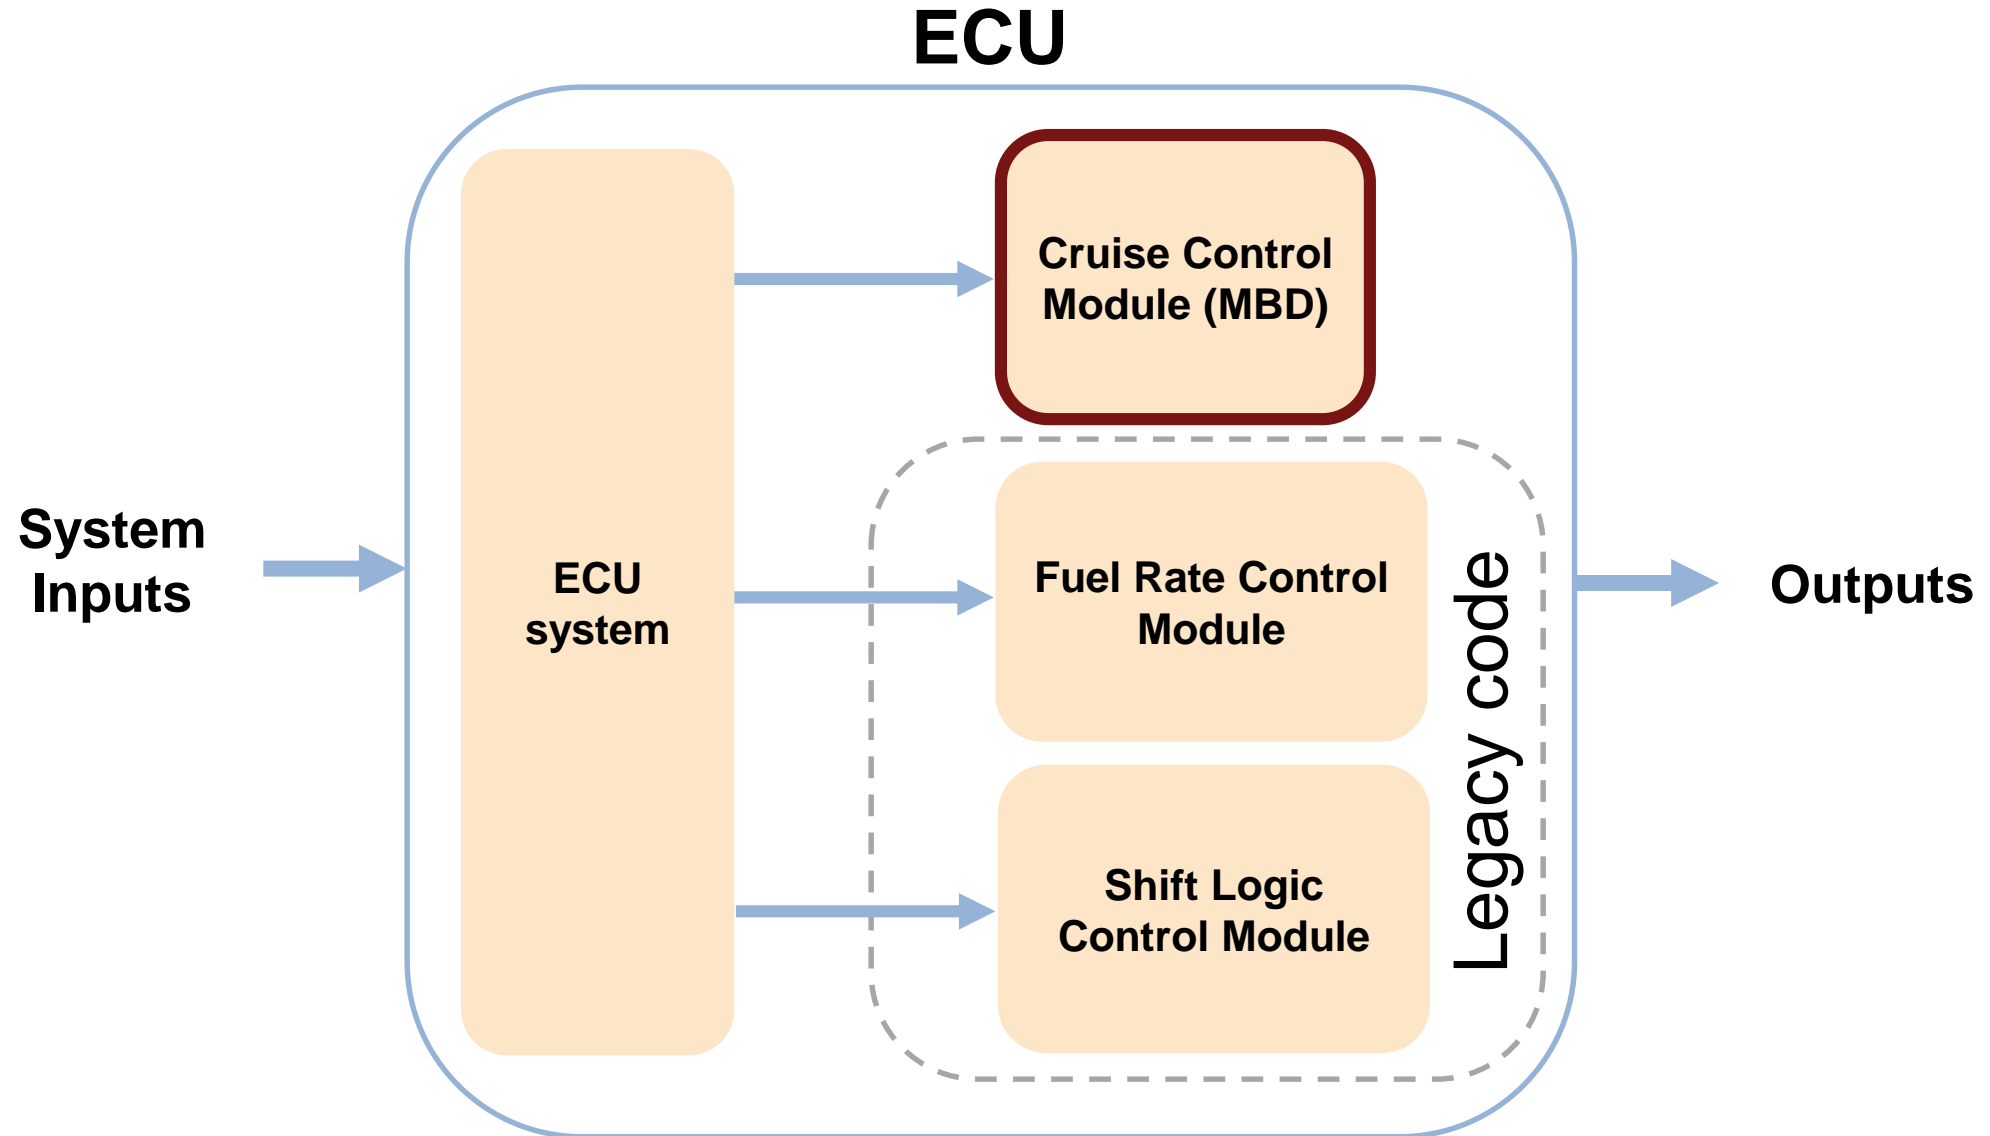 ECU
Cruise Control
Module (MBD)
System
Inputs
ECU
system
Fuel Rate Control
Module
Legacy code
Outputs
Shift Logic
Control Module